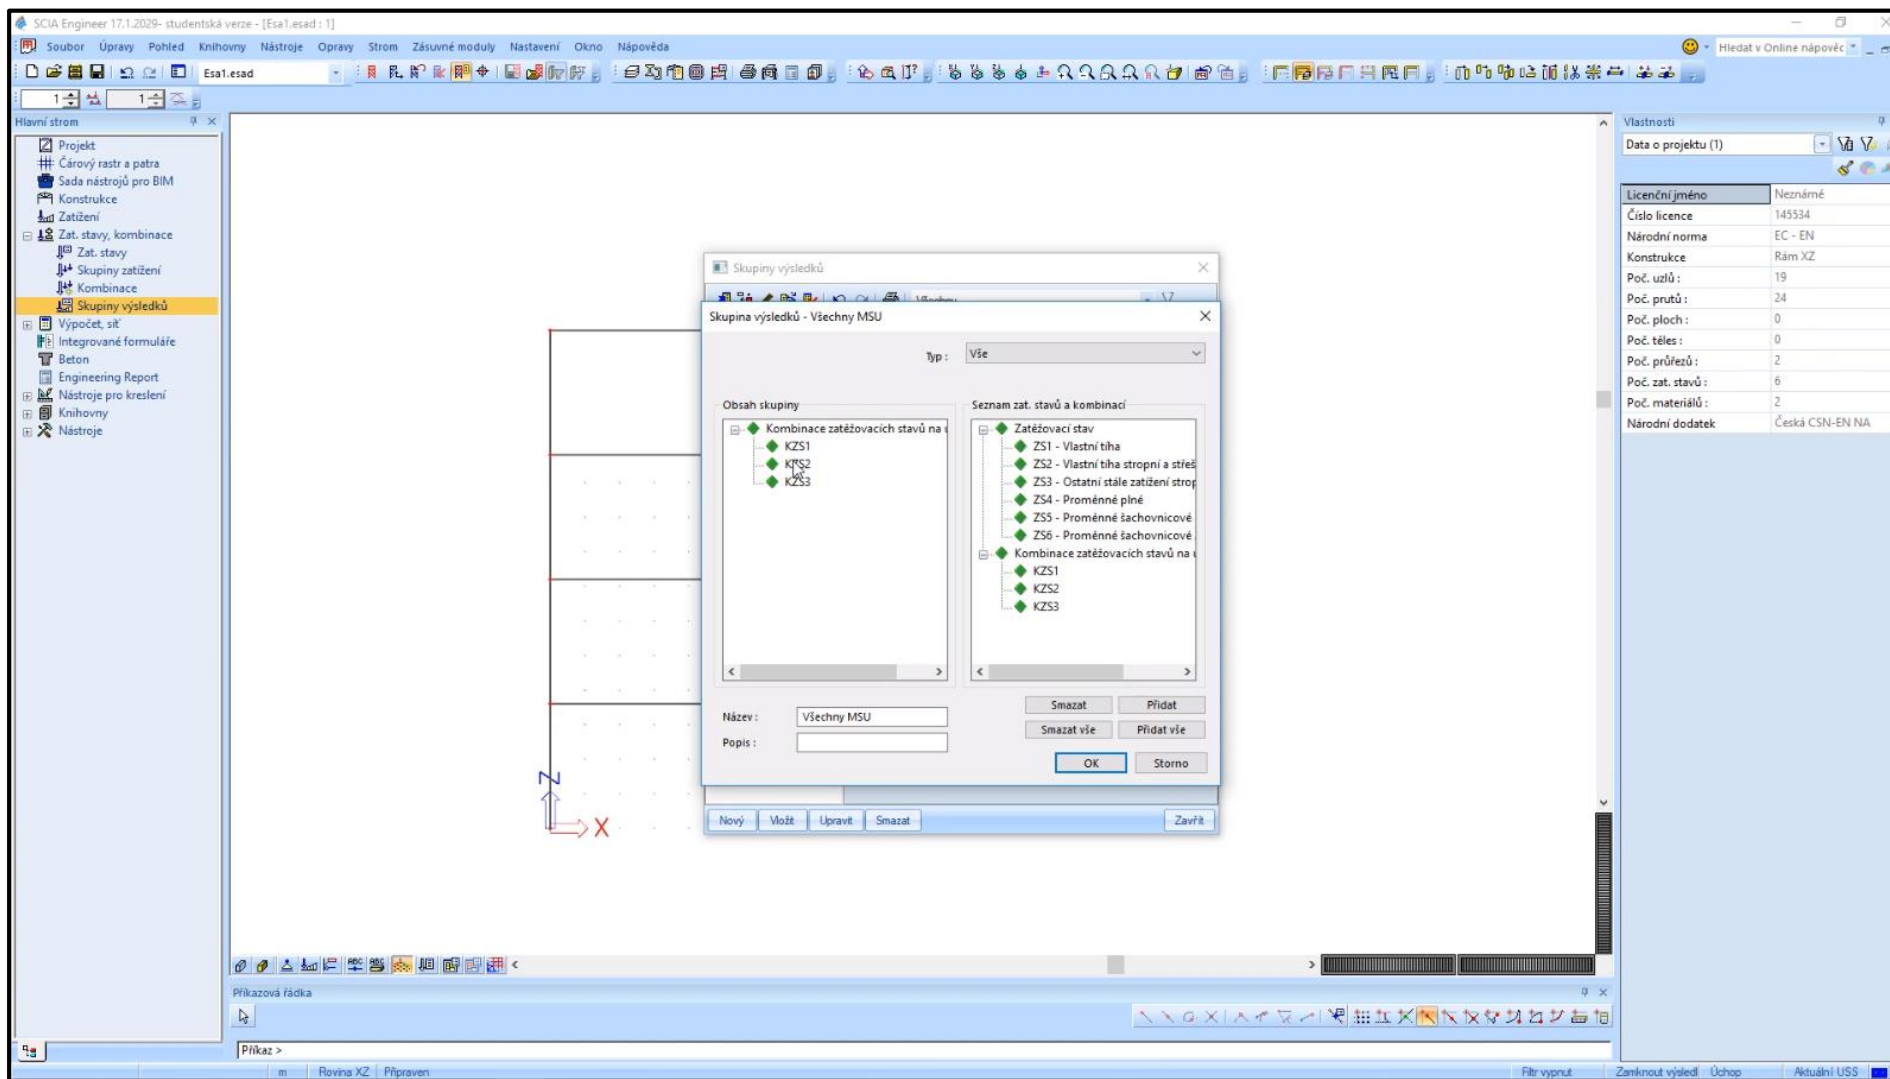 SCIA Engineer 17.1.2029- studentská verze - [Esa1.esad : 1]
Soubor Úpravy Pohled Knihovny Nástroje Opravy Strom Zásuvné moduly Nastavení Okno Nápověda
Hledat v Online nápověc
Esa1.esad
1 1
Hlavní strom
Projekt
Čárový rastr a patra
Sada nástrojů pro BIM
Konstrukce
Zatížení
Zat. stavy, kombinace
Zat. stavy
Skupiny zatížení
Kombinace
Skupiny výsledků
Výpočet, síť
Integrované formuláře
Beton
Engineering Report
Nástroje pro kreslení
Knihovny
Nástroje
Skupiny výsledků
Skupina výsledků - Všechny MSU
Typ : Vše
Obsah skupiny
Kombinace zatěžovacích stavů na ú
KZS1
KZS2
KZS3
Seznam zat. stavů a kombinací
Zatěžovací stav
ZS1 - Vlastní tíha
ZS2 - Vlastní tíha stropní a střeš
ZS3 - Ostatní stále zatížení strop
ZS4 - Proměnné plné
ZS5 - Proměnné šachovnicové
ZS6 - Proměnné šachovnicové
Kombinace zatěžovacích stavů na ú
KZS1
KZS2
KZS3
Název : Všechny MSU
Popis :
Smazat Přidat
Smazat vše Přidat vše
OK Storno
Nový Vložit Upravit Smazat Zavřít
Z
X
Vlastnosti
Data o projektu (1)
Licenční jméno Neznámé
Číslo licence 145534
Národní norma EC - EN
Konstrukce Rám XZ
Poč. uzlů : 19
Poč. prutů : 24
Poč. ploch : 0
Poč. těles : 0
Poč. průřezů : 2
Poč. zat. stavů : 6
Poč. materiálů : 2
Národní dodatek Česká CSN-EN NA
Příkazová řádka
Příkaz >
m Rovina XZ Připraven
Filtr vypnut Zamknout výsledl Úchop Aktuální USS